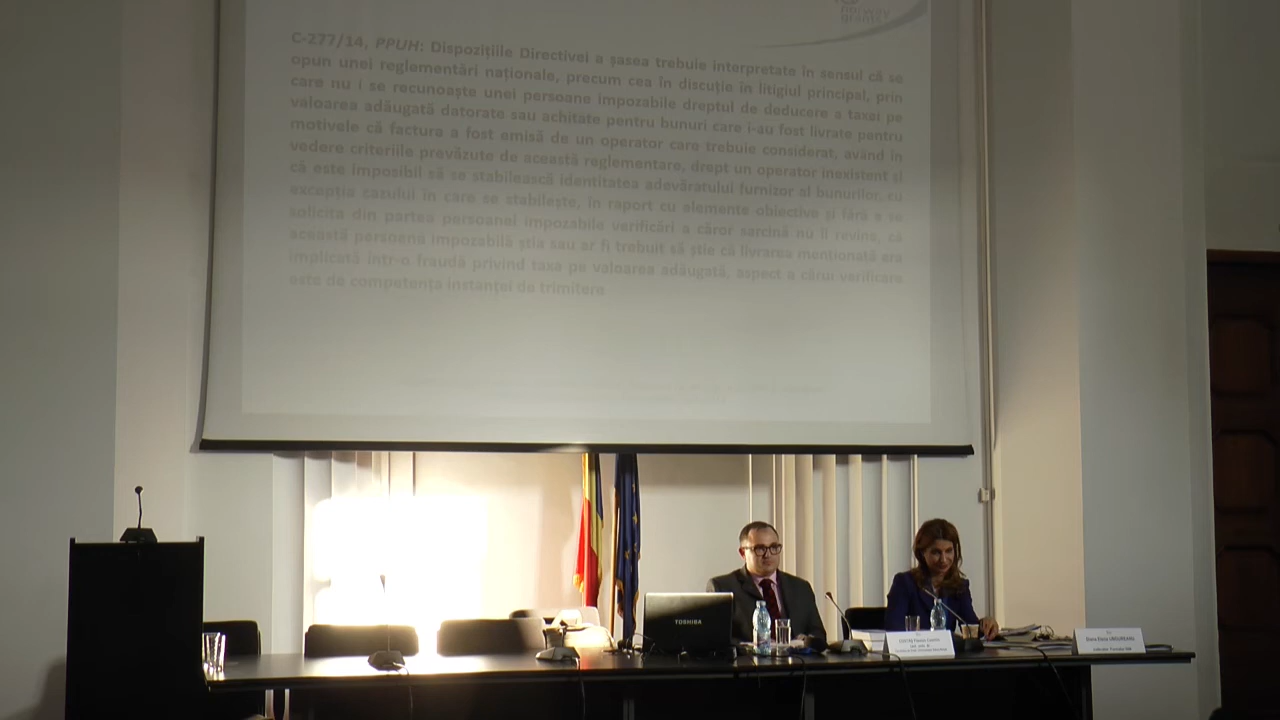 norway
grants
C-277/14, PPUH: Dispozițiile Directivei a șasea trebuie interpretate în sensul că se
opun unei reglementări naționale, precum cea în discuție în litigiul principal, prin
care nu i se recunoaște unei persoane impozabile dreptul de deducere a taxei pe
valoarea adăugată datorate sau achitate pentru bunuri care i-au fost livrate pentru
motivele că factura a fost emisă de un operator care trebuie considerat, având în
vedere criteriile prevăzute de această reglementare, drept un operator inexistent și
că este imposibil să se stabilească identitatea adevăratului furnizor al bunurilor, cu
excepția cazului în care se stabilește, în raport cu elemente obiective și fără a se
solicita din partea persoanei impozabile verificări a căror sarcină nu îi revine, că
această persoană impozabilă știa sau ar fi trebuit să știe că livrarea menționată era
implicată într-o fraudă privind taxa pe valoarea adăugată, aspect a cărui verificare
este de competența instanței de trimitere
TOSHIBA
Diana Elena UNGUREANU